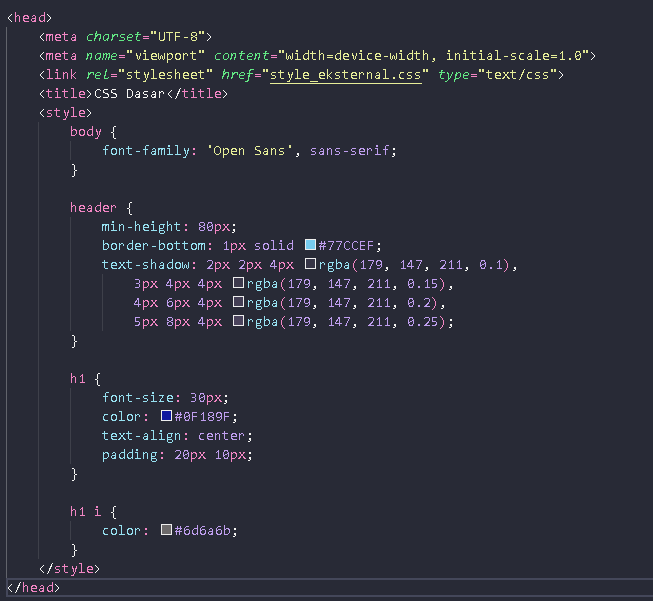 <head>
    <meta charset="UTF-8">
    <meta name="viewport" content="width=device-width, initial-scale=1.0">
    <link rel="stylesheet" href="style_eksternal.css" type="text/css">
    <title>CSS Dasar</title>
    <style>
        body {
            font-family: 'Open Sans', sans-serif;
        }

        header {
            min-height: 80px;
            border-bottom: 1px solid #77CCEF;
            text-shadow: 2px 2px 4px rgba(179, 147, 211, 0.1),
                3px 4px 4px rgba(179, 147, 211, 0.15),
                4px 6px 4px rgba(179, 147, 211, 0.2),
                5px 8px 4px rgba(179, 147, 211, 0.25);
        }

        h1 {
            font-size: 30px;
            color: #0F189F;
            text-align: center;
            padding: 20px 10px;
        }

        h1 i {
            color: #6d6a6b;
        }
    </style>
</head>